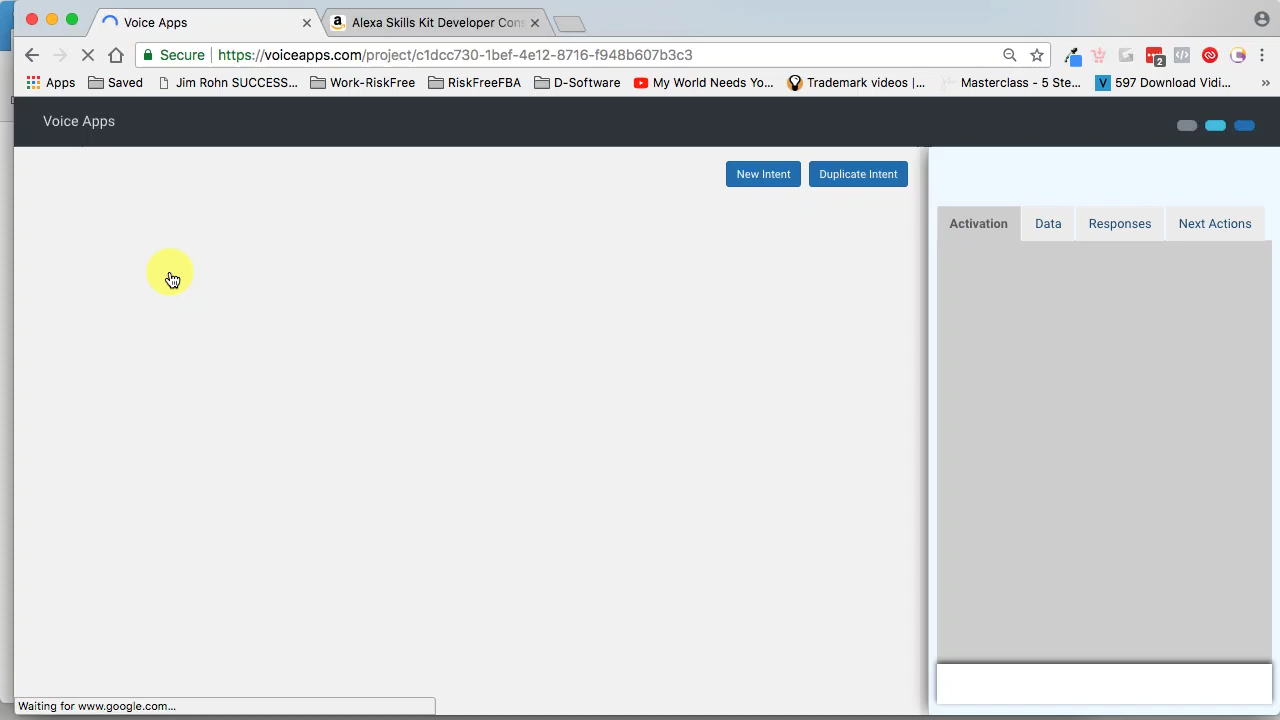 Voice Apps
Alexa Skills Kit Developer Cons
Secure https://voiceapps.com/project/c1dcc730-1bef-4e12-8716-f948b607b3c3
Apps Saved Jim Rohn SUCCESS... Work-RiskFree RiskFreeFBA D-Software My World Needs Yo... Trademark videos |... Masterclass - 5 Ste... 597 Download Vidi... »
Voice Apps
New Intent Duplicate Intent
Activation Data Responses Next Actions
Waiting for www.google.com...